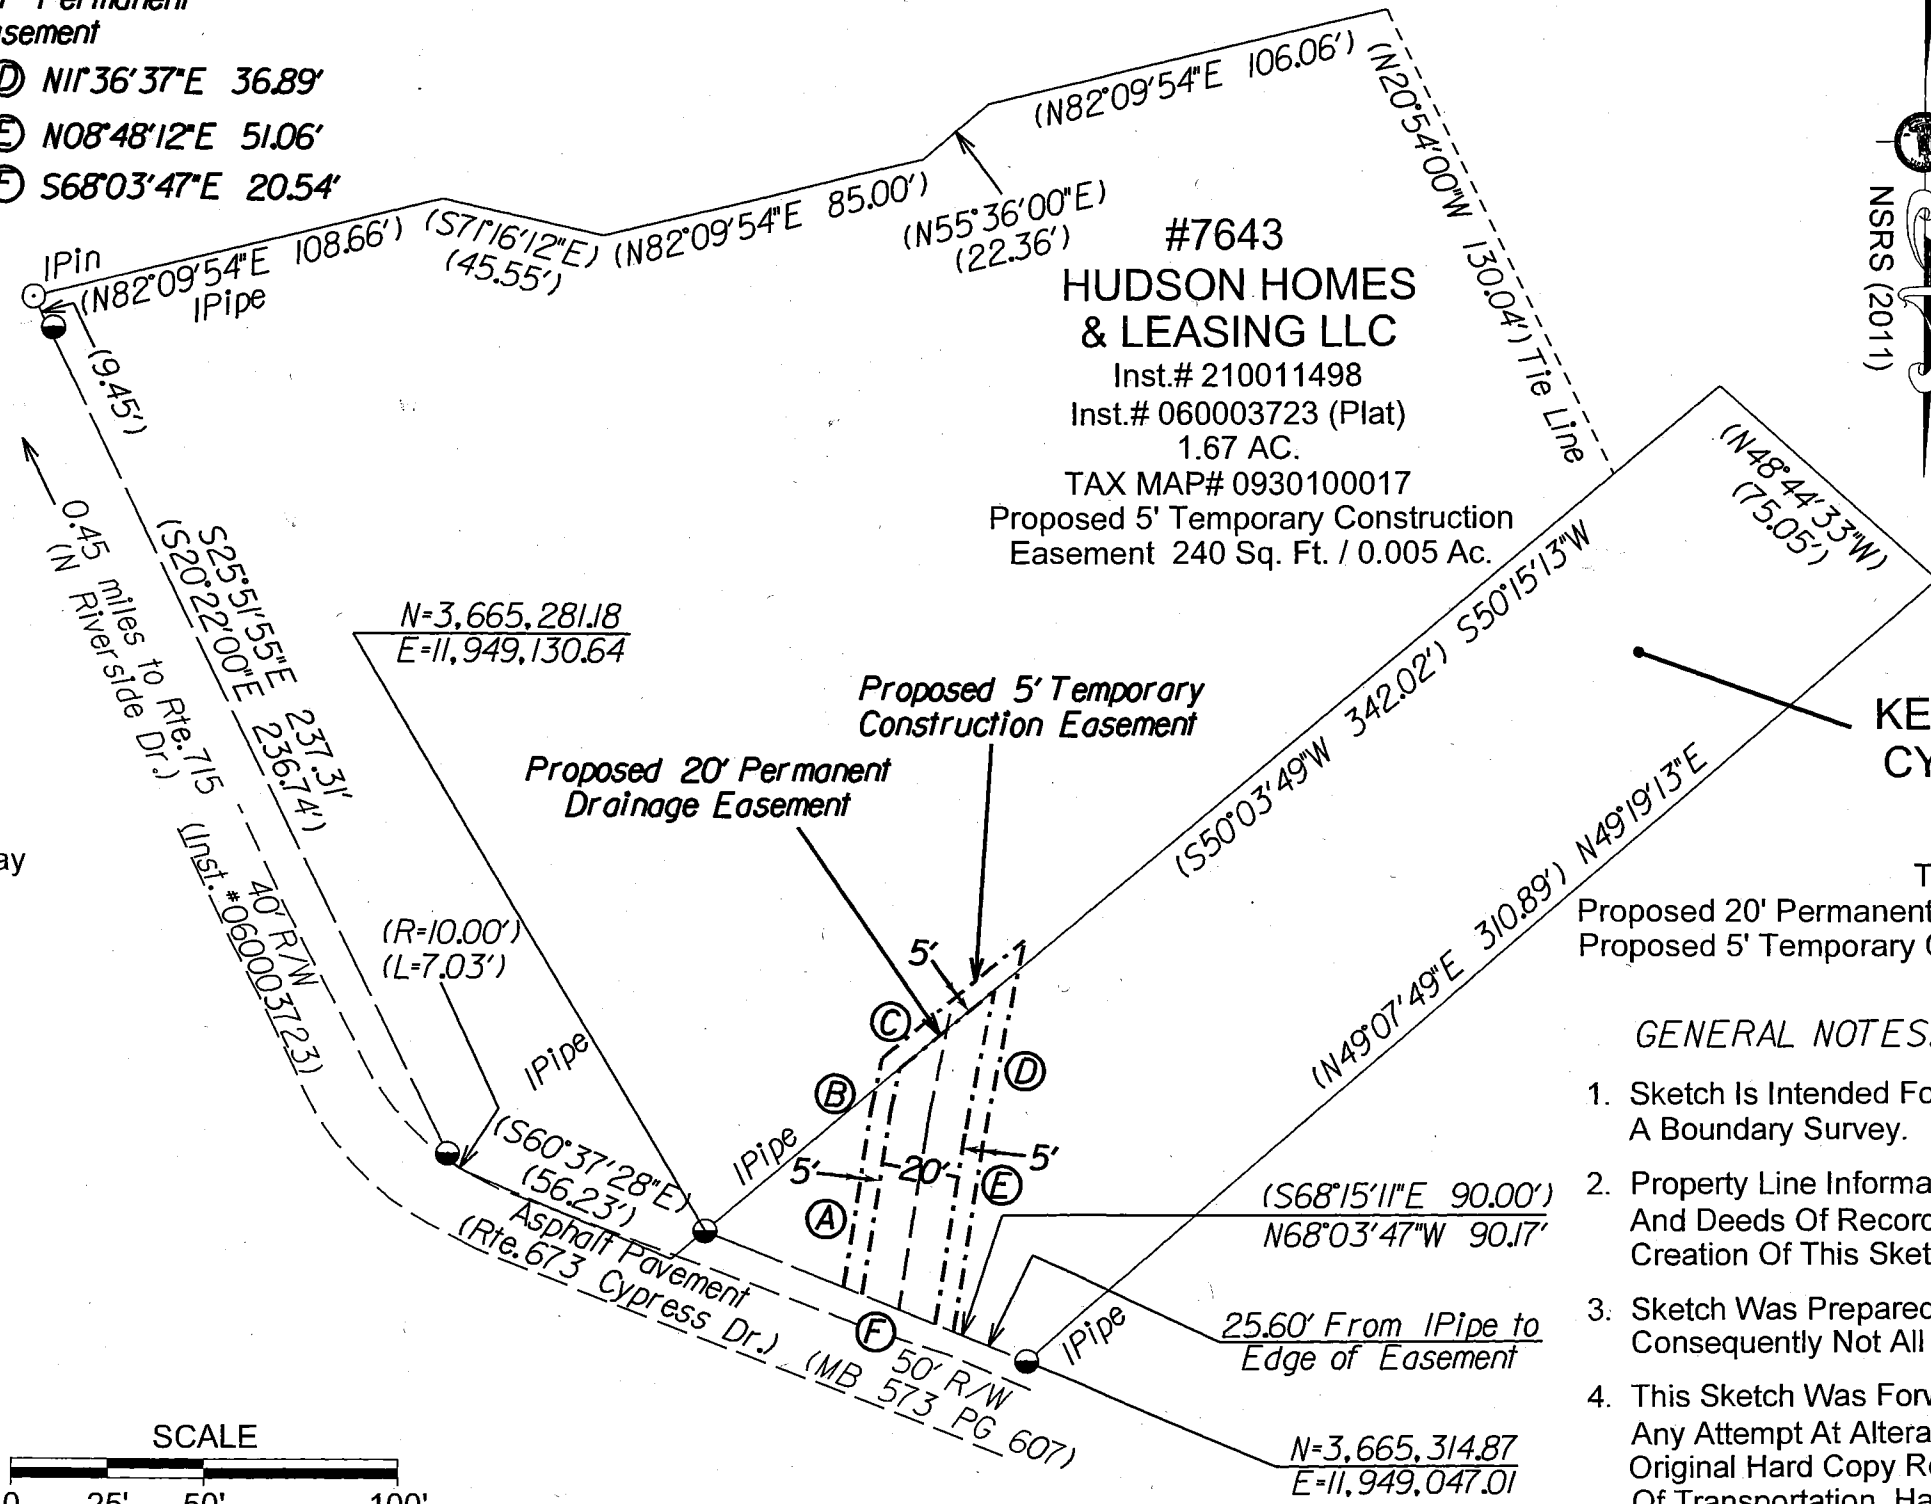 Permanent
sement
D N11°36'37"E 36.89'
E N08°48'12"E 51.06'
F S68°03'47"E 20.54'
IPin
(N82°09'54"E 108.66')
IPipe
(S71°16'12"E)
(45.55')
(N82°09'54"E 85.00')
(N55°36'00"E)
(22.36')
(N82°09'54"E 106.06')
(N20°54'00"W 130.04') Tie Line
NSRS (2011)
(9.45')
#7643
HUDSON HOMES
& LEASING LLC
Inst.# 210011498
Inst.# 060003723 (Plat)
1.67 AC.
TAX MAP# 0930100017
Proposed 5' Temporary Construction
Easement 240 Sq. Ft. / 0.005 Ac.
(N48°44'33"W)
(75.05')
0.45 miles to Rte.715
(N Riverside Dr.)
S25°51'55"E 237.31'
(S20°22'00"E 236.74')
N=3,665,281.18
E=11,949,130.64
Proposed 5' Temporary
Construction Easement
Proposed 20' Permanent
Drainage Easement
(S50°03'49"W 342.02') S50°15'13"W
KE
CY
(N49°07'49"E 310.89') N49°19'13"E
ay
40' R/W
(Inst.#060003723)
(R=10.00')
(L=7.03')
T
Proposed 20' Permanent
Proposed 5' Temporary
5'
C
IPipe
B
D
IPipe
(S60°37'28"E)
(56.23')
5'
20'
5'
A
E
F
Asphalt Pavement
(Rte.673 Cypress Dr.) (MB 573 PG 607)
50' R/W
(S68°15'11"E 90.00')
N68°03'47"W 90.17'
25.60' From IPipe to
Edge of Easement
IPipe
N=3,665,314.87
E=11,949,047.01
GENERAL NOTES
1. Sketch Is Intended Fo
A Boundary Survey.
2. Property Line Informa
And Deeds Of Record
Creation Of This Sket
3. Sketch Was Prepared
Consequently Not All
4. This Sketch Was Forw
Any Attempt At Altera
Original Hard Copy Re
Of Transportation, Ha
SCALE
0 25' 50' 100'